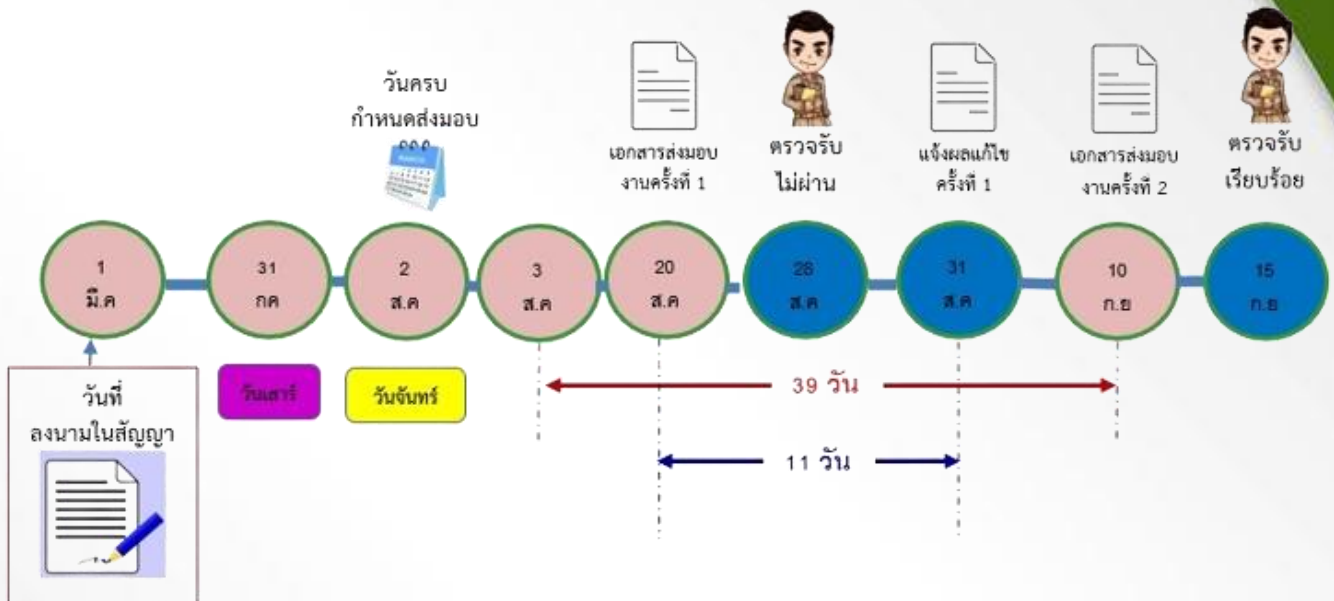 วันครบ
กำหนดส่งมอบ
เอกสารส่งมอบ
งานครั้งที่ 1
ตรวจรับ
ไม่ผ่าน
แจ้งผลแก้ไข
ครั้งที่ 1
เอกสารส่งมอบ
งานครั้งที่ 2
ตรวจรับ
เรียบร้อย
1
มี.ค
31
กค
2
ส.ค
3
ส.ค
20
ส.ค
28
ส.ค
31
ส.ค
10
ก.ย
15
ก.ย
วันที่
ลงนามในสัญญา
วันเสาร์
วันจันทร์
39 วัน
11 วัน